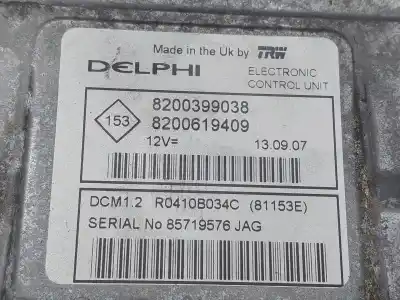 Made in the Uk by TRW
DELPHI ELECTRONIC
CONTROL UNIT
8200399038
153
8200619409
12V= 13.09.07
DCM1.2 R0410B034C (81153E)
SERIAL No 85719576 JAG